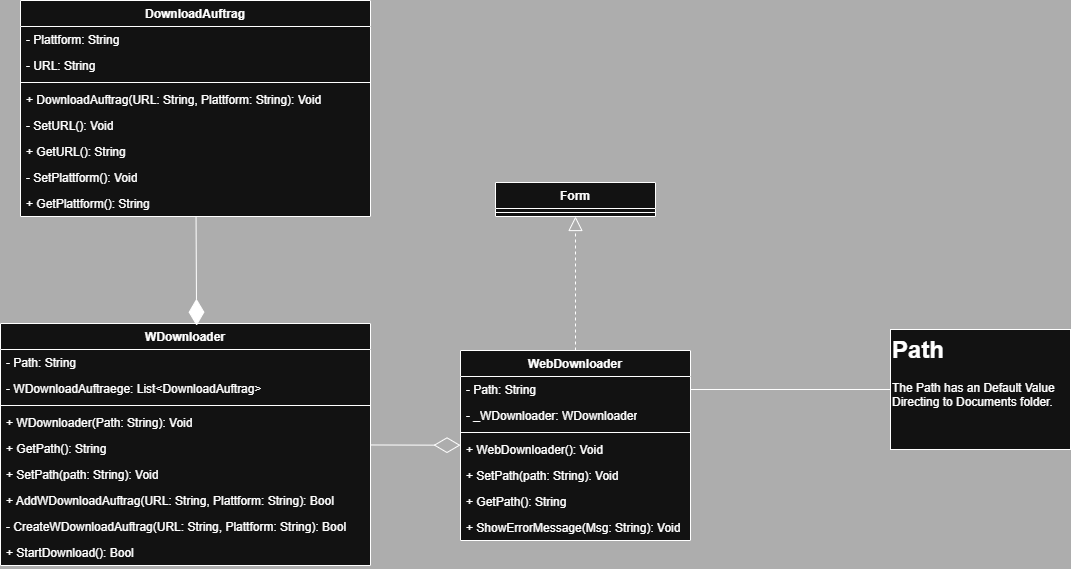 DownloadAuftrag
- Plattform: String
- URL: String
+ DownloadAuftrag(URL: String, Plattform: String): Void
- SetURL(): Void
+ GetURL(): String
- SetPlattform(): Void
+ GetPlattform(): String
Form
WDownloader
- Path: String
- WDownloadAuftraege: List<DownloadAuftrag>
+ WDownloader(Path: String): Void
+ GetPath(): String
+ SetPath(path: String): Void
+ AddWDownloadAuftrag(URL: String, Plattform: String): Bool
- CreateWDownloadAuftrag(URL: String, Plattform: String): Bool
+ StartDownload(): Bool
WebDownloader
- Path: String
- _WDownloader: WDownloader
+ WebDownloader(): Void
+ SetPath(path: String): Void
+ GetPath(): String
+ ShowErrorMessage(Msg: String): Void
Path
The Path has an Default Value
Directing to Documents folder.